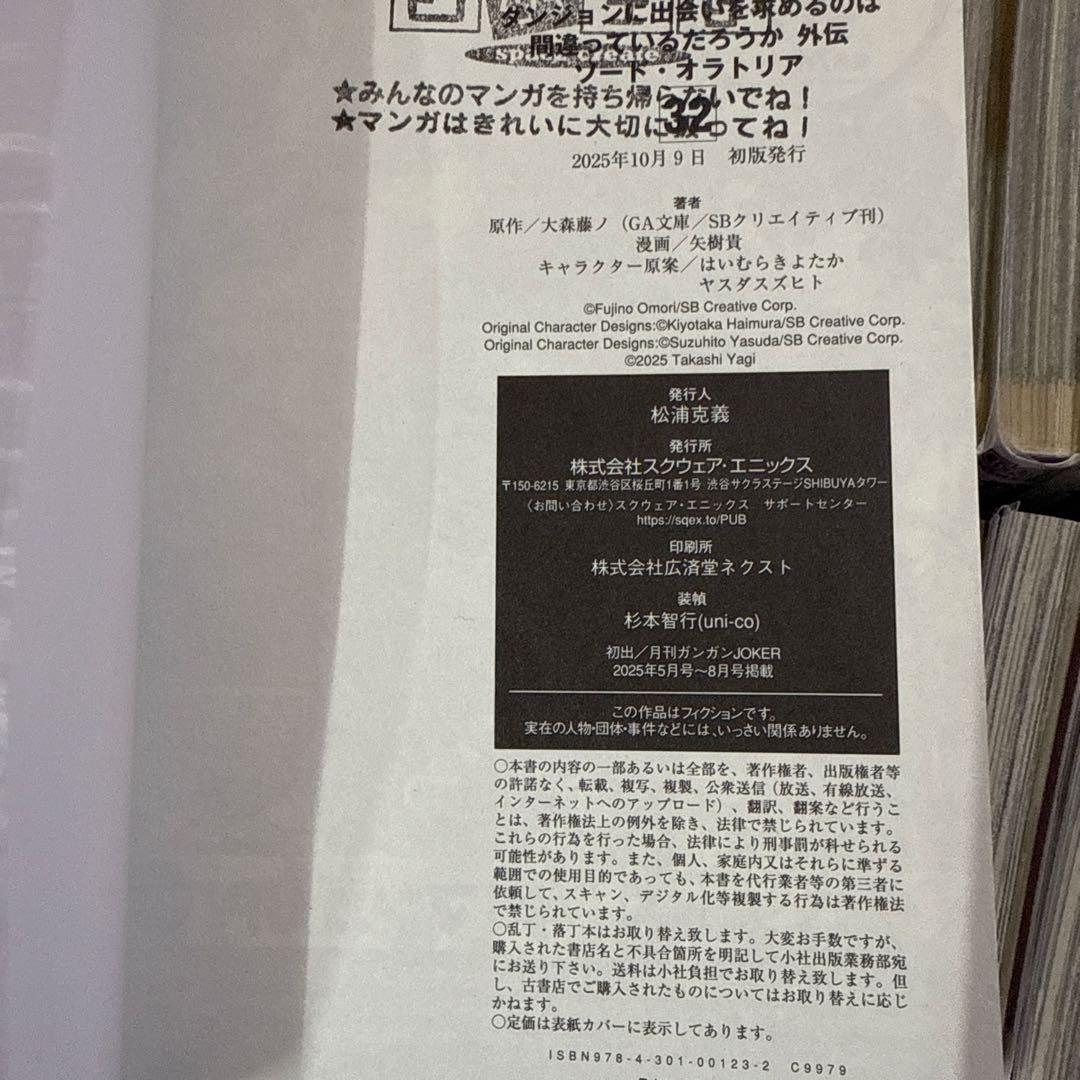 ダンジョンに出会いを求めるのは
間違っているだろうか 外伝
ソード・オラトリア
★みんなのマンガを持ち帰らないでね！
32
★マンガはきれいに大切に扱ってね！
2025年10月9日　初版発行
著者
原作／大森藤ノ（GA文庫／SBクリエイティブ刊）
漫画／矢樹貴
キャラクター原案／はいむらきよたか
ヤスダスズヒト
©Fujino Omori/SB Creative Corp.
Original Character Designs:©Kiyotaka Haimura/SB Creative Corp.
Original Character Designs:©Suzuhito Yasuda/SB Creative Corp.
©2025 Takashi Yagi
発行人
松浦克義
発行所
株式会社スクウェア・エニックス
〒150-6215 東京都渋谷区桜丘町1番1号 渋谷サクラステージSHIBUYAタワー
〈お問い合わせ〉スクウェア・エニックス　サポートセンター
https://sqex.to/PUB
印刷所
株式会社広済堂ネクスト
装幀
杉本智行(uni-co)
初出／月刊ガンガンJOKER
2025年5月号～8月号掲載
この作品はフィクションです。
実在の人物・団体・事件などには、いっさい関係ありません。
○本書の内容の一部あるいは全部を、著作権者、出版権者等
の許諾なく、転載、複写、複製、公衆送信（放送、有線放送、
インターネットへのアップロード）、翻訳、翻案など行うこ
とは、著作権法上の例外を除き、法律で禁じられています。
これらの行為を行った場合、法律により刑事罰が科せられる
可能性があります。また、個人、家庭内又はそれらに準ずる
範囲での使用目的であっても、本書を代行業者等の第三者に
依頼して、スキャン、デジタル化等複製する行為は著作権法
で禁じられています。
○乱丁・落丁本はお取り替え致します。大変お手数ですが、
購入された書店名と不具合箇所を明記して小社出版業務部宛
にお送り下さい。送料は小社負担でお取り替え致します。但
し、古書店でご購入されたものについてはお取り替えに応じ
かねます。
○定価は表紙カバーに表示してあります。
ISBN978-4-301-00123-2 C9979